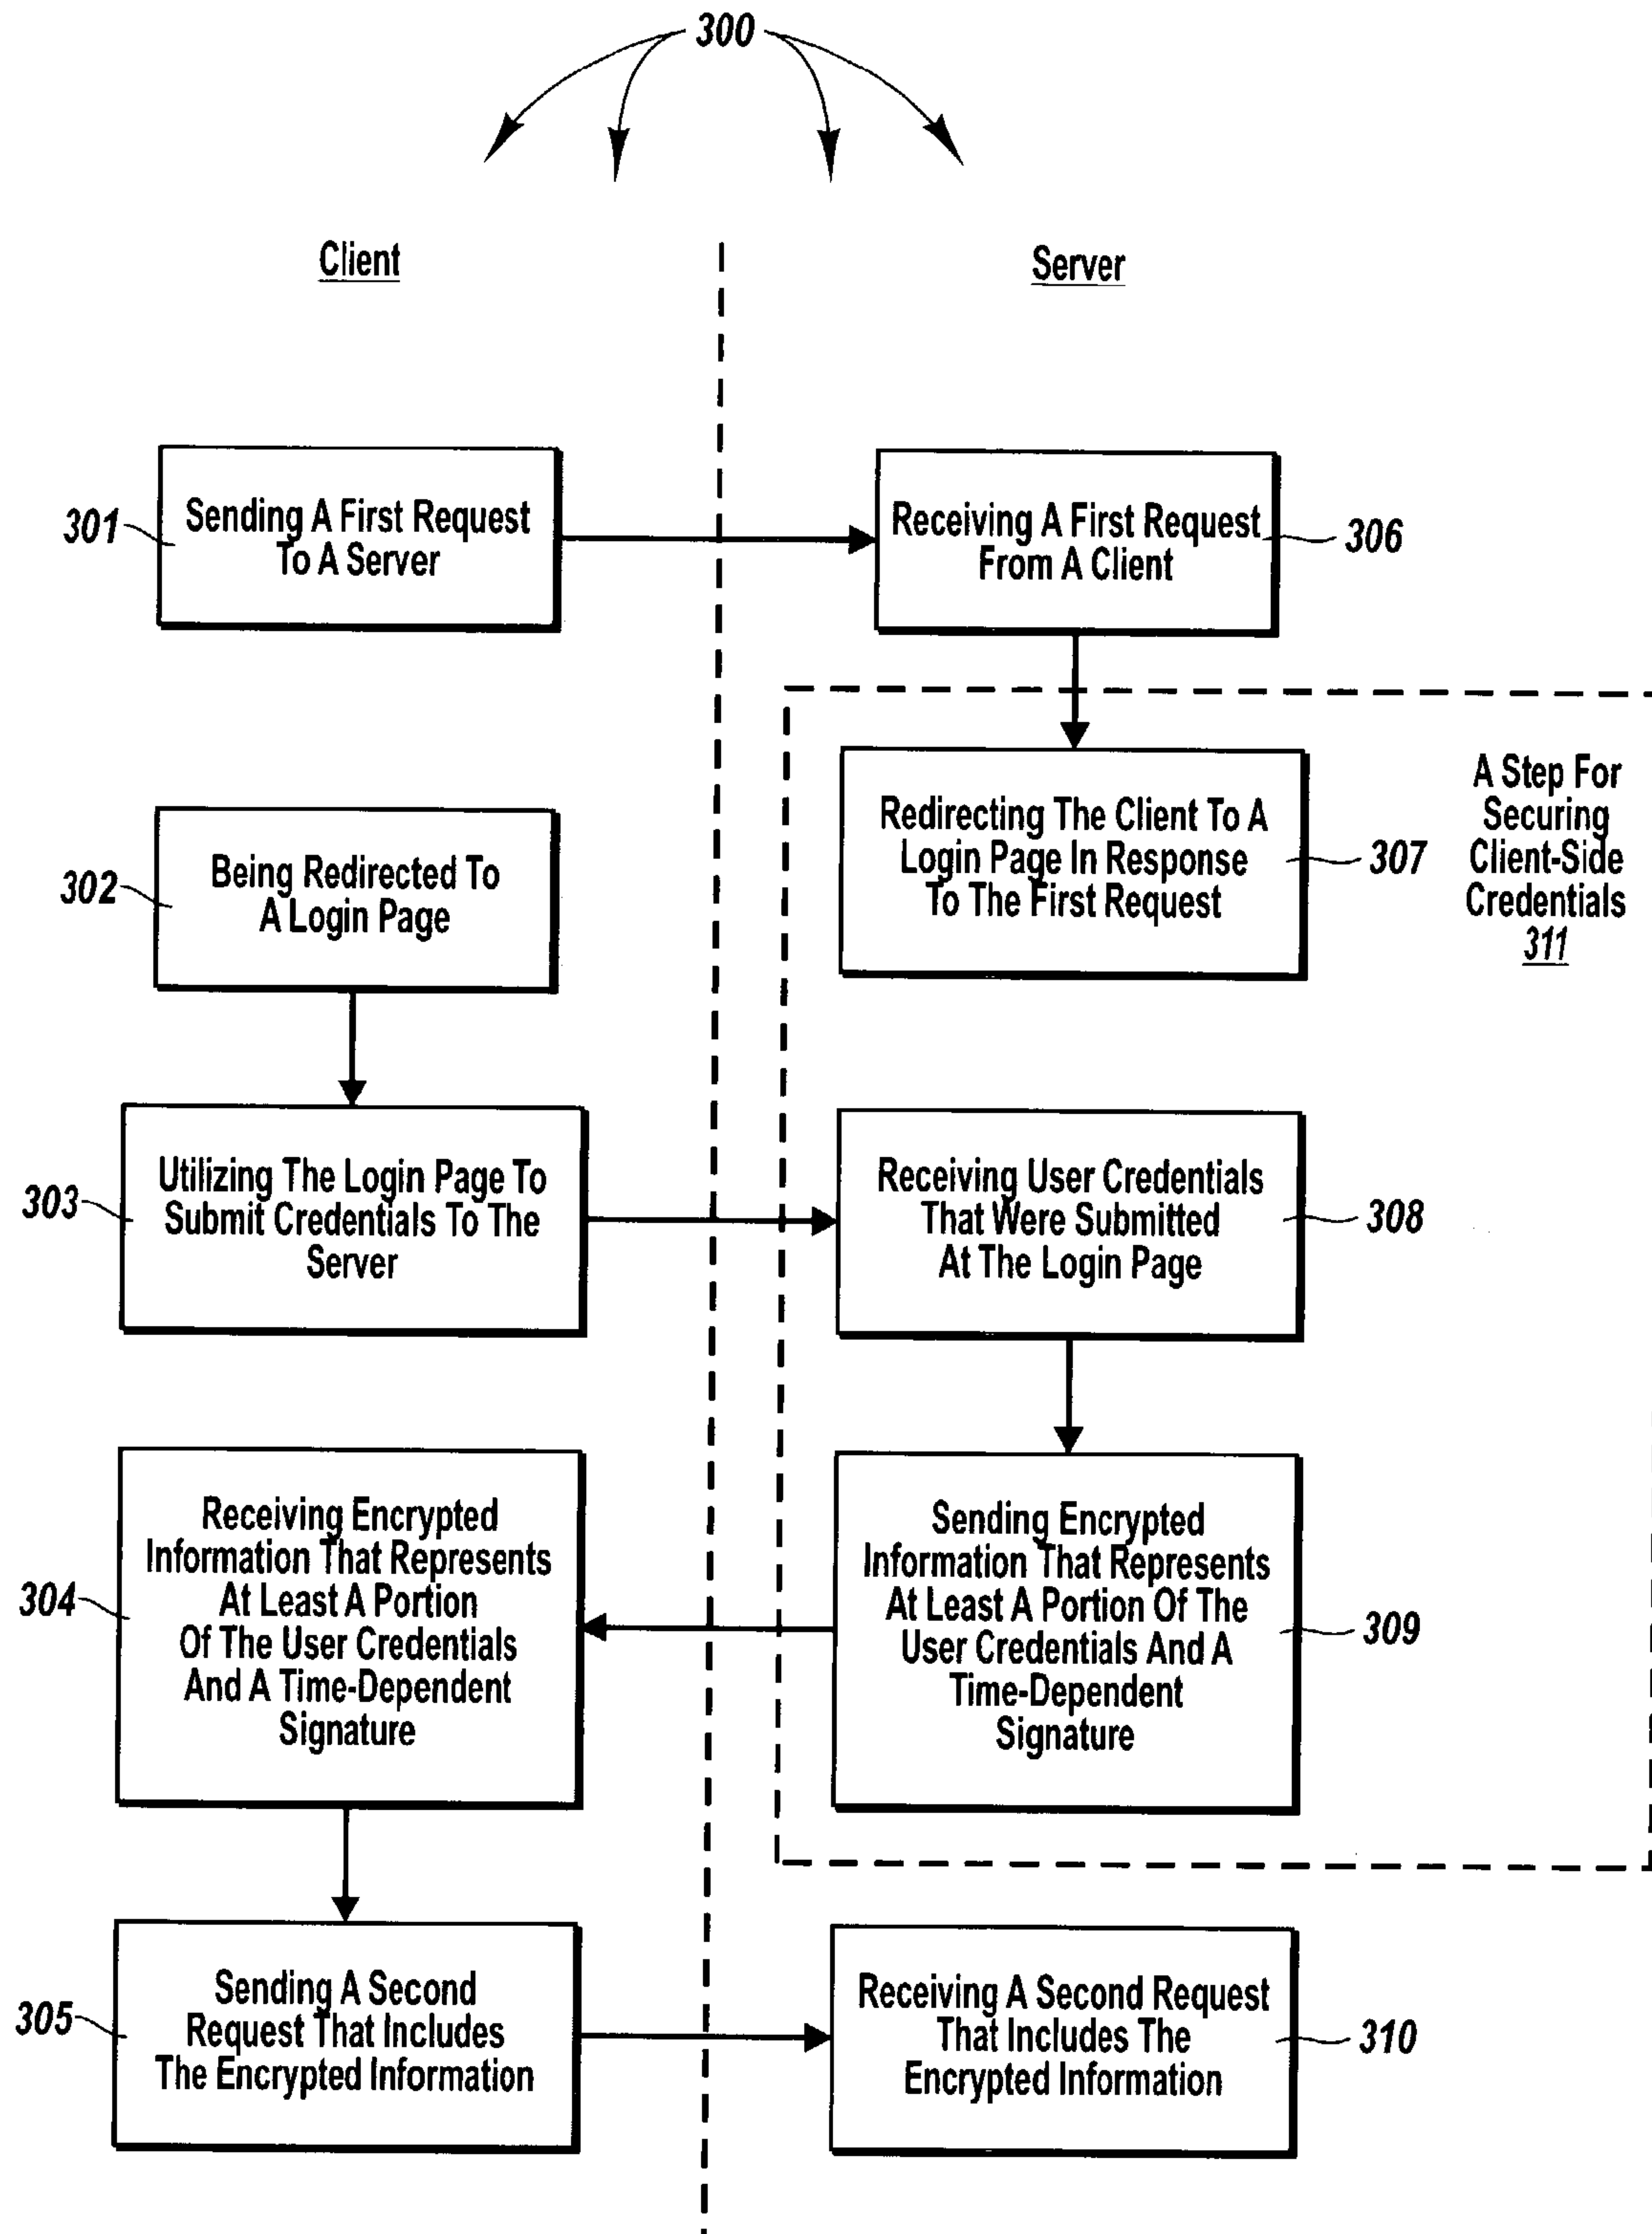 300
Client
Server
301
Sending A First Request
To A Server
Receiving A First Request
From A Client
306
302
Being Redirected To
A Login Page
Redirecting The Client To A
Login Page In Response
To The First Request
307
A Step For
Securing
Client-Side
Credentials
311
303
Utilizing The Login Page To
Submit Credentials To The
Server
Receiving User Credentials
That Were Submitted
At The Login Page
308
304
Receiving Encrypted
Information That Represents
At Least A Portion
Of The User Credentials
And A Time-Dependent
Signature
Sending Encrypted
Information That Represents
At Least A Portion Of The
User Credentials And A
Time-Dependent
Signature
309
305
Sending A Second
Request That Includes
The Encrypted Information
Receiving A Second Request
That Includes The
Encrypted Information
310